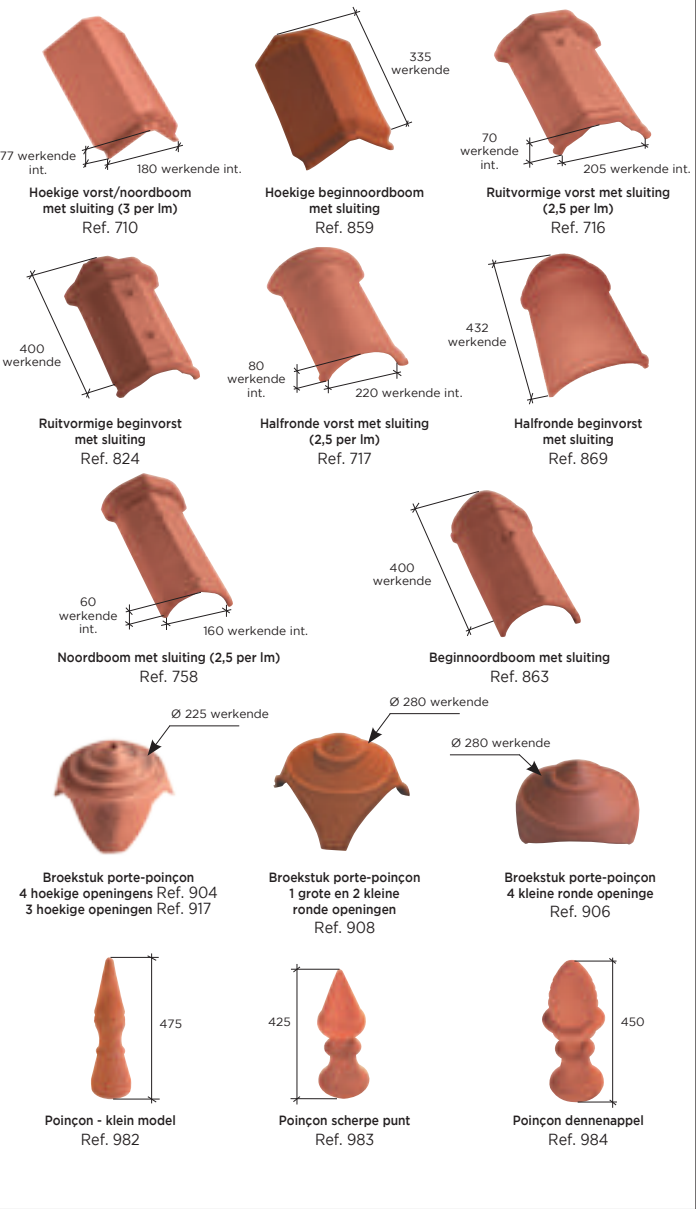 335
werkende
77 werkende
int.
180 werkende int.
70
werkende
int.
205 werkende int.
Hoekige vorst/noordboom
met sluiting (3 per lm)
Ref. 710
Hoekige beginnoordboom
met sluiting
Ref. 859
Ruitvormige vorst met sluiting
(2,5 per lm)
Ref. 716
400
werkende
80
werkende
int.
220 werkende int.
432
werkende
Ruitvormige beginvorst
met sluiting
Ref. 824
Halfronde vorst met sluiting
(2,5 per lm)
Ref. 717
Halfronde beginvorst
met sluiting
Ref. 869
60
werkende
int.
160 werkende int.
400
werkende
Noordboom met sluiting (2,5 per lm)
Ref. 758
Beginnoordboom met sluiting
Ref. 863
Ø 225 werkende
Ø 280 werkende
Ø 280 werkende
Broekstuk porte-poinçon
4 hoekige openingens Ref. 904
3 hoekige openingen Ref. 917
Broekstuk porte-poinçon
1 grote en 2 kleine
ronde openingen
Ref. 908
Broekstuk porte-poinçon
4 kleine ronde openinge
Ref. 906
475
425
450
Poinçon - klein model
Ref. 982
Poinçon scherpe punt
Ref. 983
Poinçon dennenappel
Ref. 984